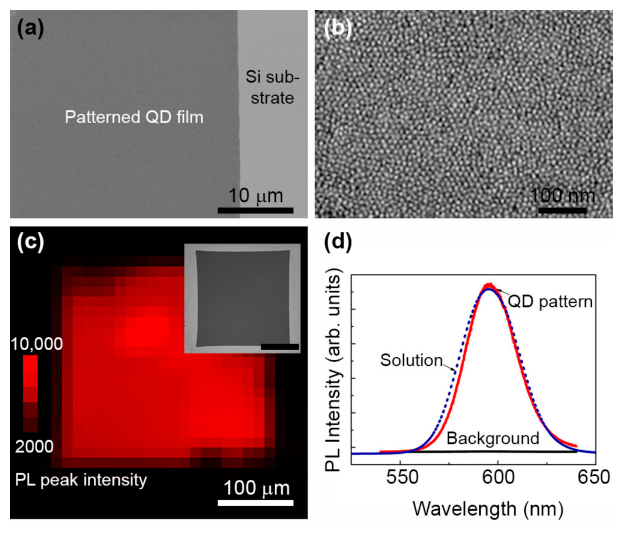 (a)
Si sub-
strate
Patterned QD film
10 μm
(b)
100 nm
(c)
10,000
2000
PL peak intensity
100 μm
(d)
PL Intensity (arb. units)
QD pattern
Solution
Background
550 600 650
Wavelength (nm)